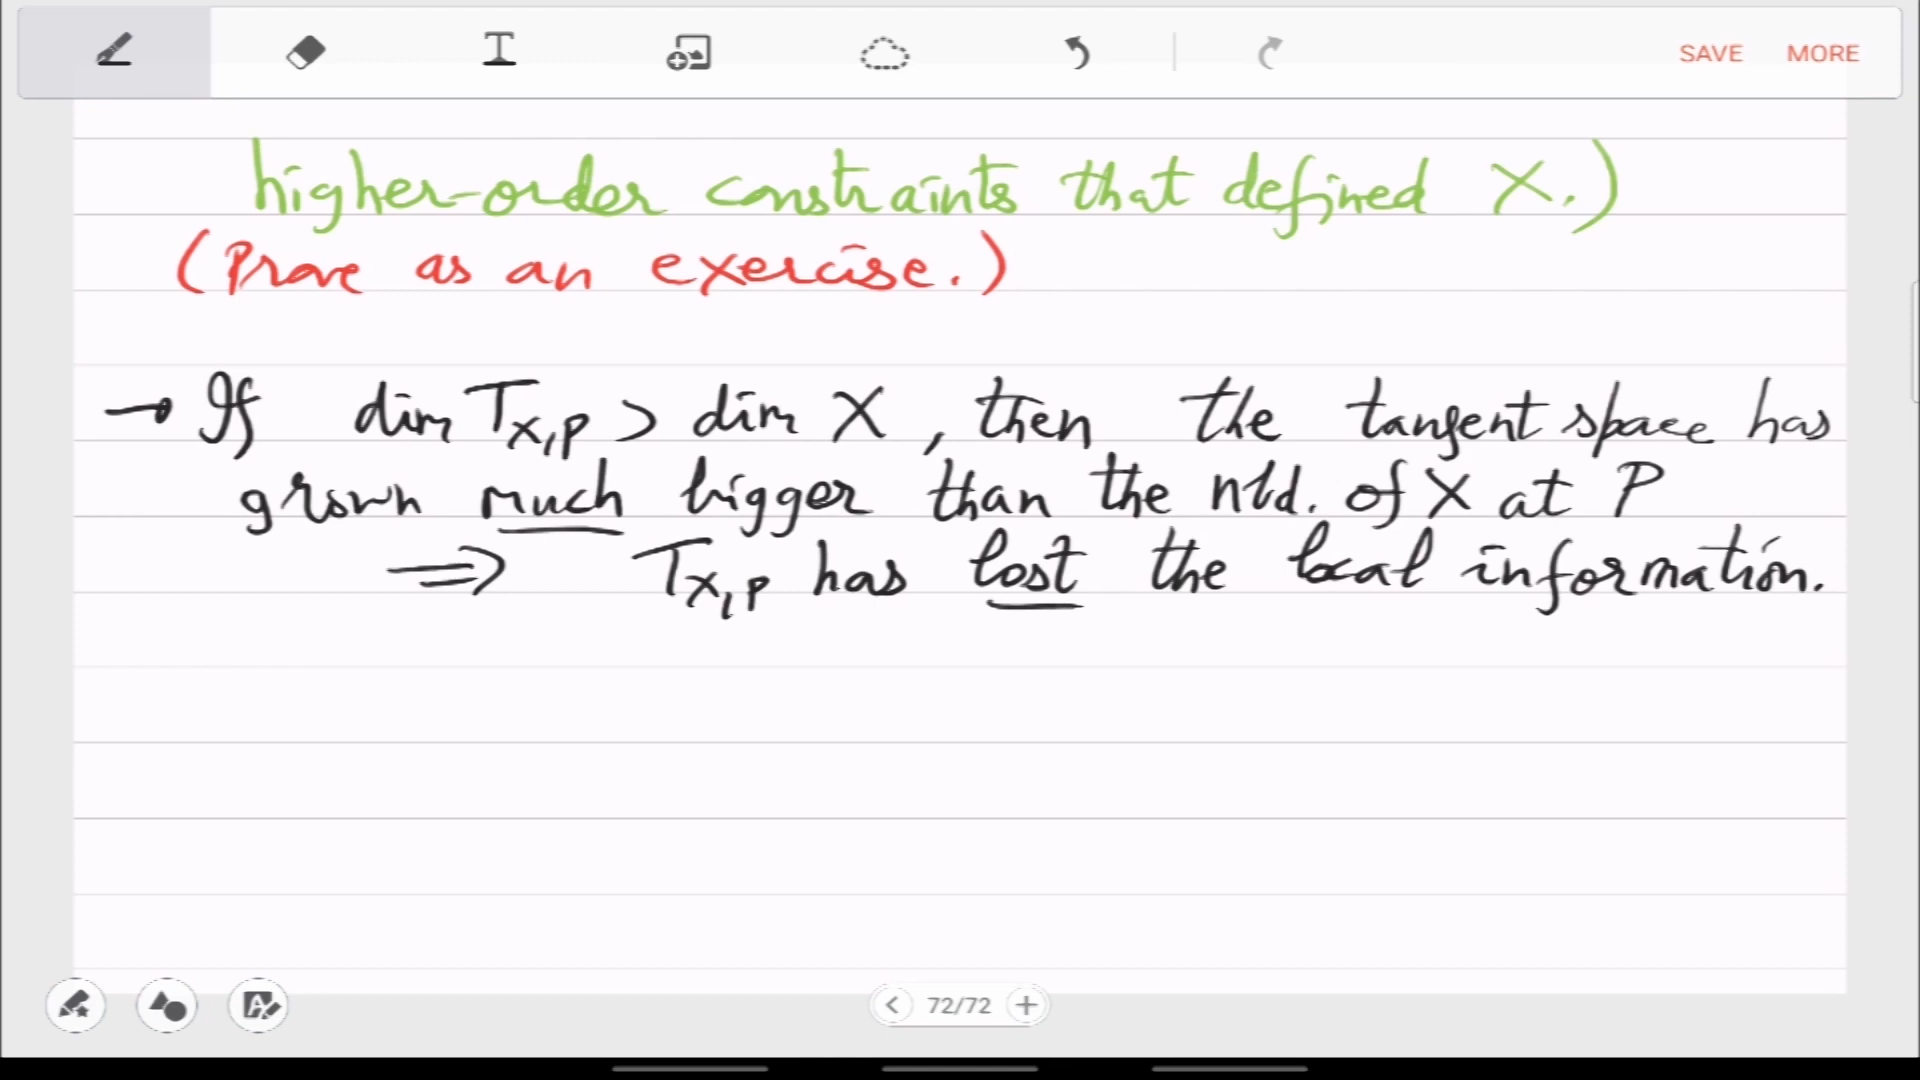 SAVE MORE
higher-order constraints that defined X.)
(Prove as an exercise.)
→ If dim T_{X,P} > dim X, then the tangent space has
grown much bigger than the nbd. of X at P
⟹ T_{X,P} has lost the local information.
72/72